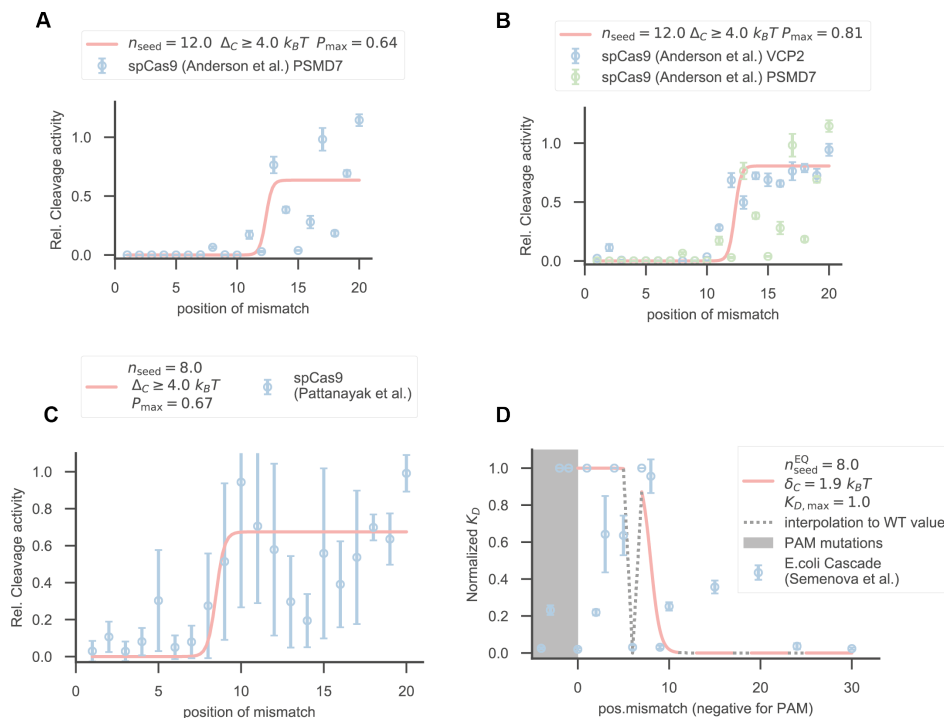 A
n_seed = 12.0 Δ_C ≥ 4.0 k_BT P_max = 0.64
spCas9 (Anderson et al.) PSMD7
Rel. Cleavage activity
1.0
0.5
0.0
0 5 10 15 20
position of mismatch
B
n_seed = 12.0 Δ_C ≥ 4.0 k_BT P_max = 0.81
spCas9 (Anderson et al.) VCP2
spCas9 (Anderson et al.) PSMD7
Rel. Cleavage activity
1.0
0.5
0.0
0 5 10 15 20
position of mismatch
C
n_seed = 8.0
Δ_C ≥ 4.0 k_BT
P_max = 0.67
spCas9
(Pattanayak et al.)
Rel. Cleavage activity
1.0
0.8
0.6
0.4
0.2
0.0
0 5 10 15 20
position of mismatch
D
Normalized K_D
1.0
0.8
0.6
0.4
0.2
0.0
0 10 20 30
pos.mismatch (negative for PAM)
n_seed^EQ = 8.0
δ_C = 1.9 k_BT
K_D, max = 1.0
interpolation to WT value
PAM mutations
E.coli Cascade
(Semenova et al.)